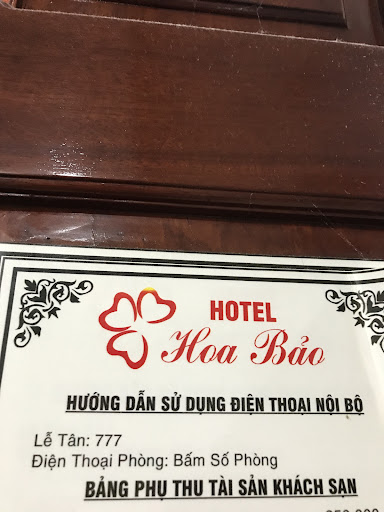 HOTEL
Hoa Bảo
HƯỚNG DẪN SỬ DỤNG ĐIỆN THOẠI NỘI BỘ
Lễ Tân: 777
Điện Thoại Phòng: Bấm Số Phòng
BẢNG PHỤ THU TÀI SẢN KHÁCH SẠN